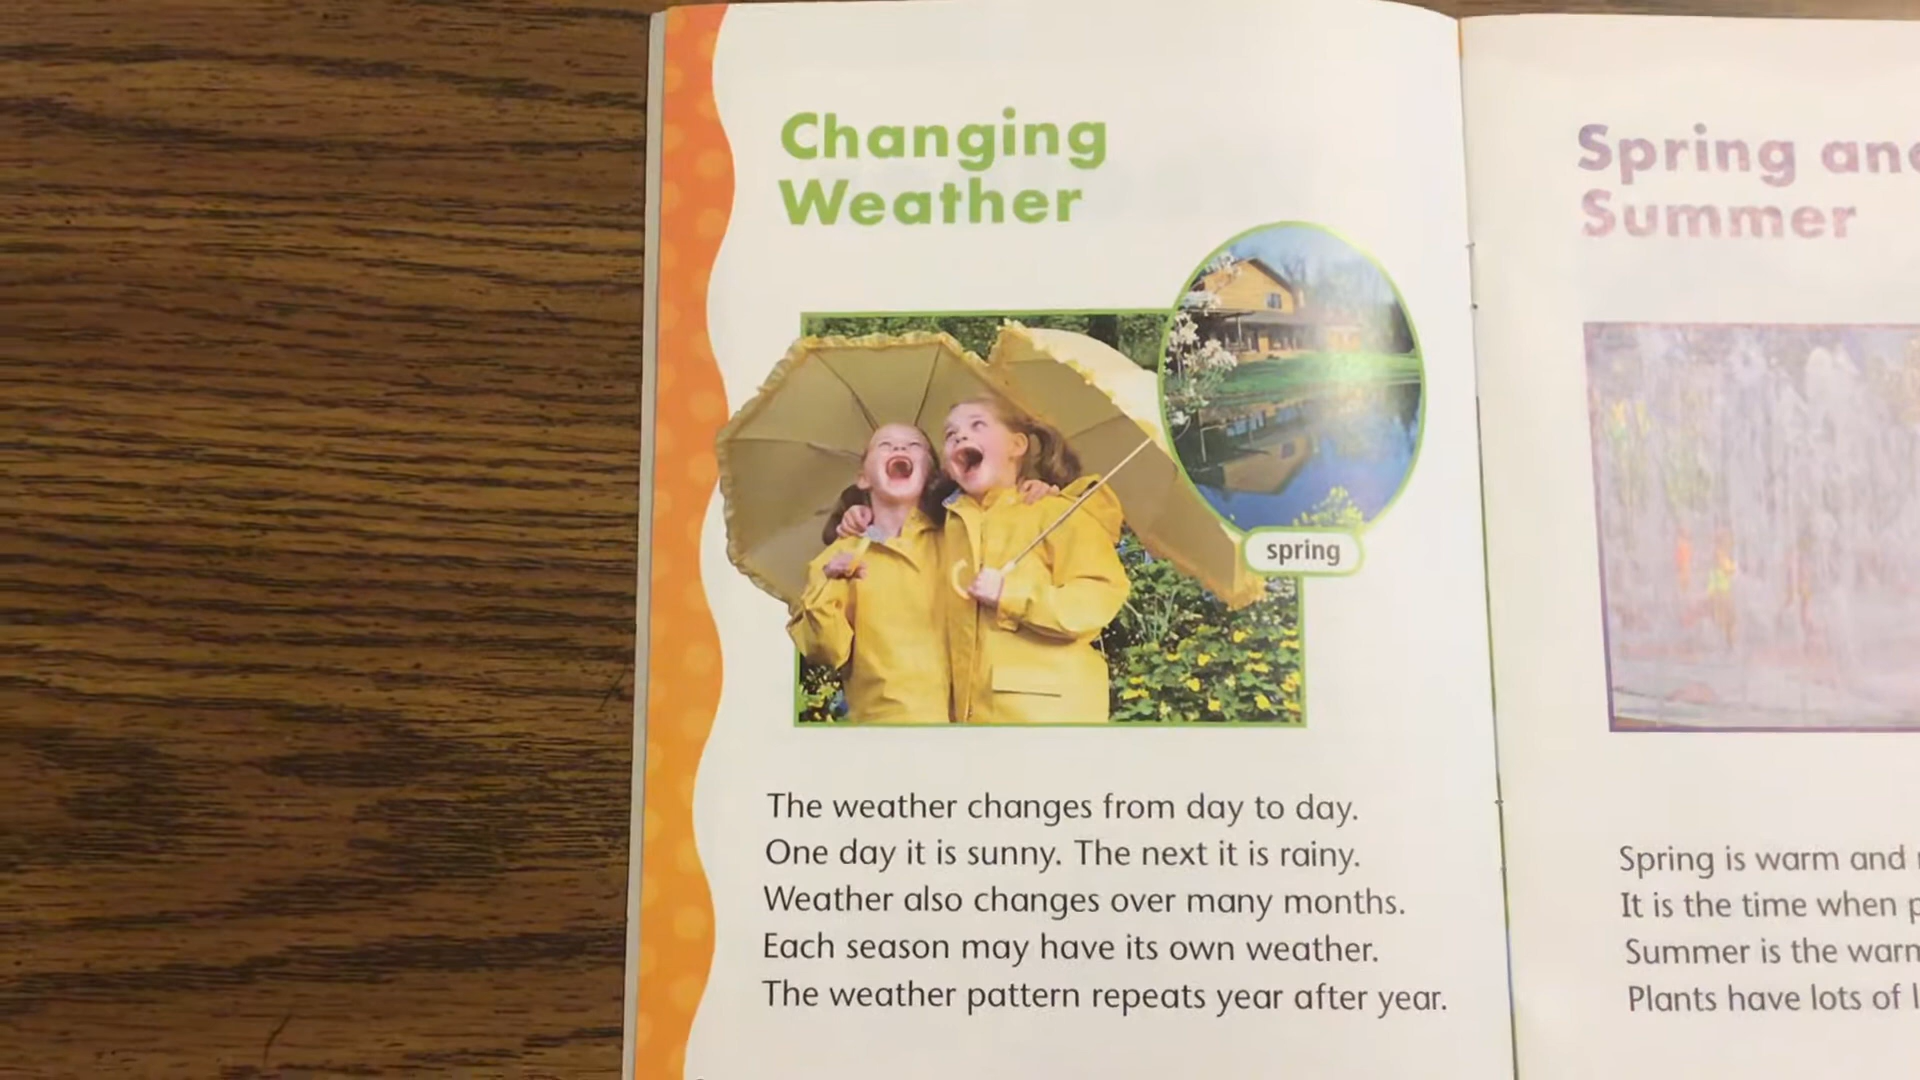 Changing
Weather
spring
The weather changes from day to day.
One day it is sunny. The next it is rainy.
Weather also changes over many months.
Each season may have its own weather.
The weather pattern repeats year after year.
Spring and
Summer
Spring is warm and
It is the time when
Summer is the
Plants have lots of